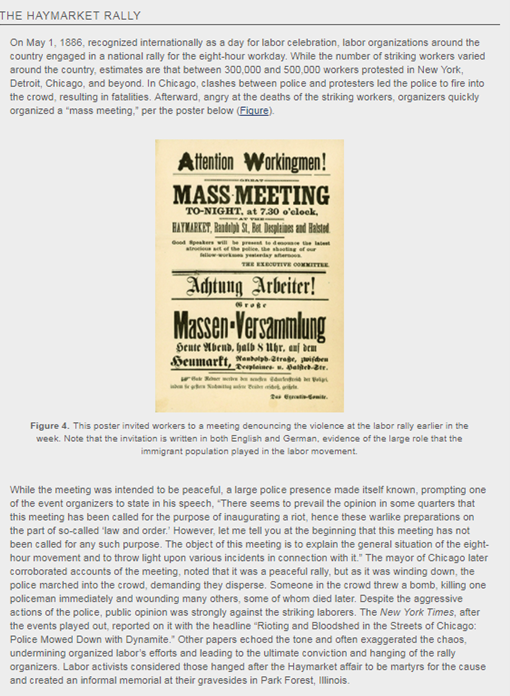 THE HAYMARKET RALLY
On May 1, 1886, recognized internationally as a day for labor celebration, labor organizations around the
country engaged in a national rally for the eight-hour workday. While the number of striking workers varied
around the country, estimates are that between 300,000 and 500,000 workers protested in New York,
Detroit, Chicago, and beyond. In Chicago, clashes between police and protesters led the police to fire into
the crowd, resulting in fatalities. Afterward, angry at the deaths of the striking workers, organizers quickly
organized a “mass meeting,” per the poster below (Figure).
Attention Workingmen!
GREAT
MASS-MEETING
TO-NIGHT, at 7.30 o'clock,
AT THE
HAYMARKET, Randolph St., Bet. Desplaines and Halsted.
Good Speakers will be present to denounce the latest
atrocious act of the police, the shooting of our
fellow-workmen yesterday afternoon.
THE EXECUTIVE COMMITTEE.
Achtung Arbeiter!
Große
Massen-Versammlung
Heute Abend, halb 8 Uhr, auf dem
Heumarkt, Randolph-Straße, zwischen
Desplaines- u. Halsted-Str.
Gute Redner werden den neuesten Schurkenstreich der Polizei,
indem sie gestern Nachmittag unsere Brüder erschoß, geißeln.
Das Executiv-Comite.
Figure 4. This poster invited workers to a meeting denouncing the violence at the labor rally earlier in the
week. Note that the invitation is written in both English and German, evidence of the large role that the
immigrant population played in the labor movement.
While the meeting was intended to be peaceful, a large police presence made itself known, prompting one
of the event organizers to state in his speech, “There seems to prevail the opinion in some quarters that
this meeting has been called for the purpose of inaugurating a riot, hence these warlike preparations on
the part of so-called ‘law and order.’ However, let me tell you at the beginning that this meeting has not
been called for any such purpose. The object of this meeting is to explain the general situation of the eight-
hour movement and to throw light upon various incidents in connection with it.” The mayor of Chicago later
corroborated accounts of the meeting, noted that it was a peaceful rally, but as it was winding down, the
police marched into the crowd, demanding they disperse. Someone in the crowd threw a bomb, killing one
policeman immediately and wounding many others, some of whom died later. Despite the aggressive
actions of the police, public opinion was strongly against the striking laborers. The New York Times, after
the events played out, reported on it with the headline “Rioting and Bloodshed in the Streets of Chicago:
Police Mowed Down with Dynamite.” Other papers echoed the tone and often exaggerated the chaos,
undermining organized labor’s efforts and leading to the ultimate conviction and hanging of the rally
organizers. Labor activists considered those hanged after the Haymarket affair to be martyrs for the cause
and created an informal memorial at their gravesides in Park Forest, Illinois.